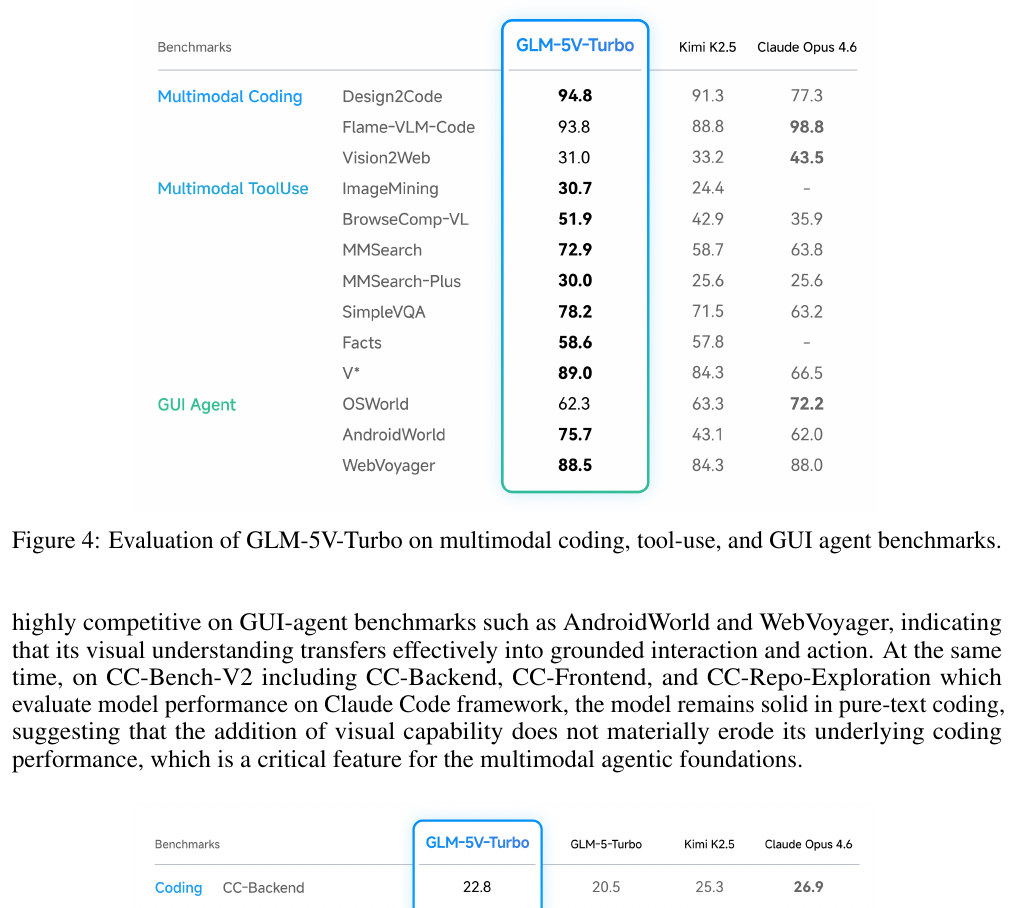 Benchmarks GLM-5V-Turbo Kimi K2.5 Claude Opus 4.6
Multimodal Coding Design2Code 94.8 91.3 77.3
Flame-VLM-Code 93.8 88.8 98.8
Vision2Web 31.0 33.2 43.5
Multimodal ToolUse ImageMining 30.7 24.4 -
BrowseComp-VL 51.9 42.9 35.9
MMSearch 72.9 58.7 63.8
MMSearch-Plus 30.0 25.6 25.6
SimpleVQA 78.2 71.5 63.2
Facts 58.6 57.8 -
V* 89.0 84.3 66.5
GUI Agent OSWorld 62.3 63.3 72.2
AndroidWorld 75.7 43.1 62.0
WebVoyager 88.5 84.3 88.0
Figure 4: Evaluation of GLM-5V-Turbo on multimodal coding, tool-use, and GUI agent benchmarks.
highly competitive on GUI-agent benchmarks such as AndroidWorld and WebVoyager, indicating
that its visual understanding transfers effectively into grounded interaction and action. At the same
time, on CC-Bench-V2 including CC-Backend, CC-Frontend, and CC-Repo-Exploration which
evaluate model performance on Claude Code framework, the model remains solid in pure-text coding,
suggesting that the addition of visual capability does not materially erode its underlying coding
performance, which is a critical feature for the multimodal agentic foundations.
Benchmarks GLM-5V-Turbo GLM-5-Turbo Kimi K2.5 Claude Opus 4.6
Coding CC-Backend 22.8 20.5 25.3 26.9